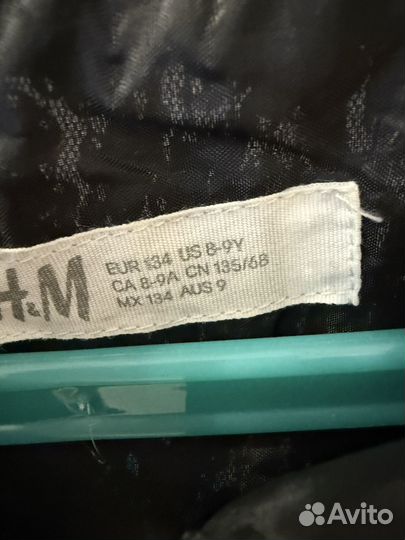 H&M
EUR 134 US 8-9Y
CA 8-9A CN 135/68
MX 134 AUS 9
Avito